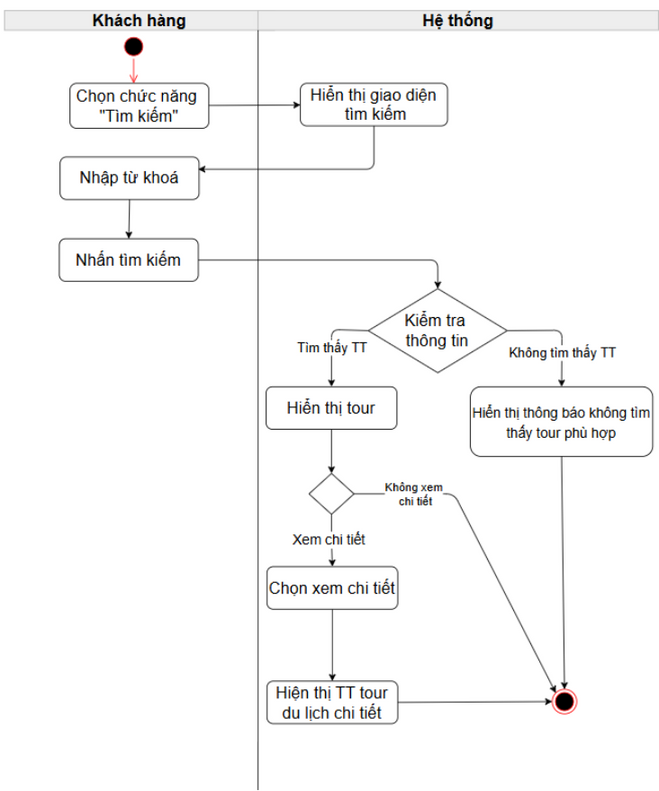 Khách hàng
Hệ thống
Chọn chức năng
"Tìm kiếm"
Hiển thị giao diện
tìm kiếm
Nhập từ khoá
Nhấn tìm kiếm
Kiểm tra
thông tin
Tìm thấy TT
Không tìm thấy TT
Hiển thị tour
Hiển thị thông báo không tìm
thấy tour phù hợp
Không xem
chi tiết
Xem chi tiết
Chọn xem chi tiết
Hiện thị TT tour
du lịch chi tiết